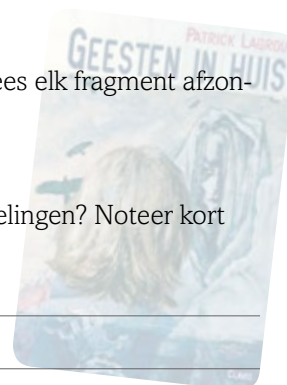 PATRICK LAGROU
GEESTEN IN HUIS
ees elk fragment afzon-
elingen? Noteer kort